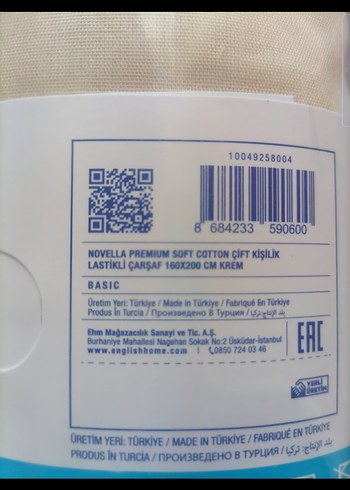 10049258004
8 684233 590600
NOVELLA PREMIUM SOFT COTTON ÇİFT KİŞİLİK
LASTİKLİ ÇARŞAF 160X200 CM KREM
BASIC
Üretim Yeri: Türkiye / Made in Türkiye / Fabriqué En Türkiye
Produs în Turcia / Произведено В Турция / بلد الإنتاج: تركيا
Ehm Mağazacılık Sanayi ve Tic. A.Ş.
Burhaniye Mahallesi Nagehan Sokak No:2 Üsküdar-İstanbul
www.englishhome.com | 0850 724 03 46
EAC
YERLİ
ÜRETİM
ÜRETİM YERİ: TÜRKİYE / MADE IN TÜRKİYE / FABRIQUÉ EN TÜRKİYE
PRODUS ÎN TURCIA / ПРОИЗВЕДЕНО В ТУРЦИЯ / بلد الإنتاج: تركيا